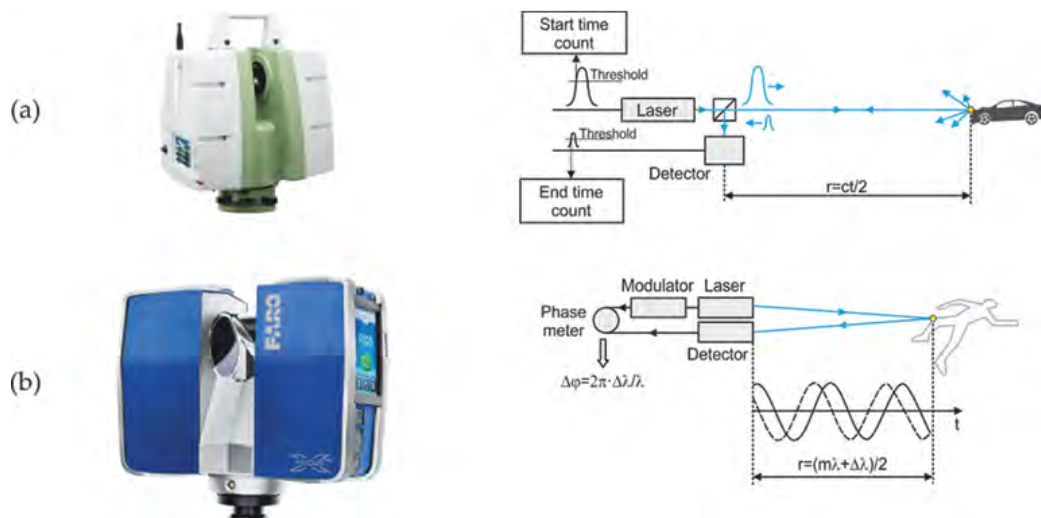 (a)
Start time
count
Threshold
Laser
Threshold
Detector
End time
count
r=ct/2
(b)
FARO
Modulator
Laser
Phase
meter
Detector
Δφ=2π·Δλ/λ
t
r=(mλ+Δλ)/2